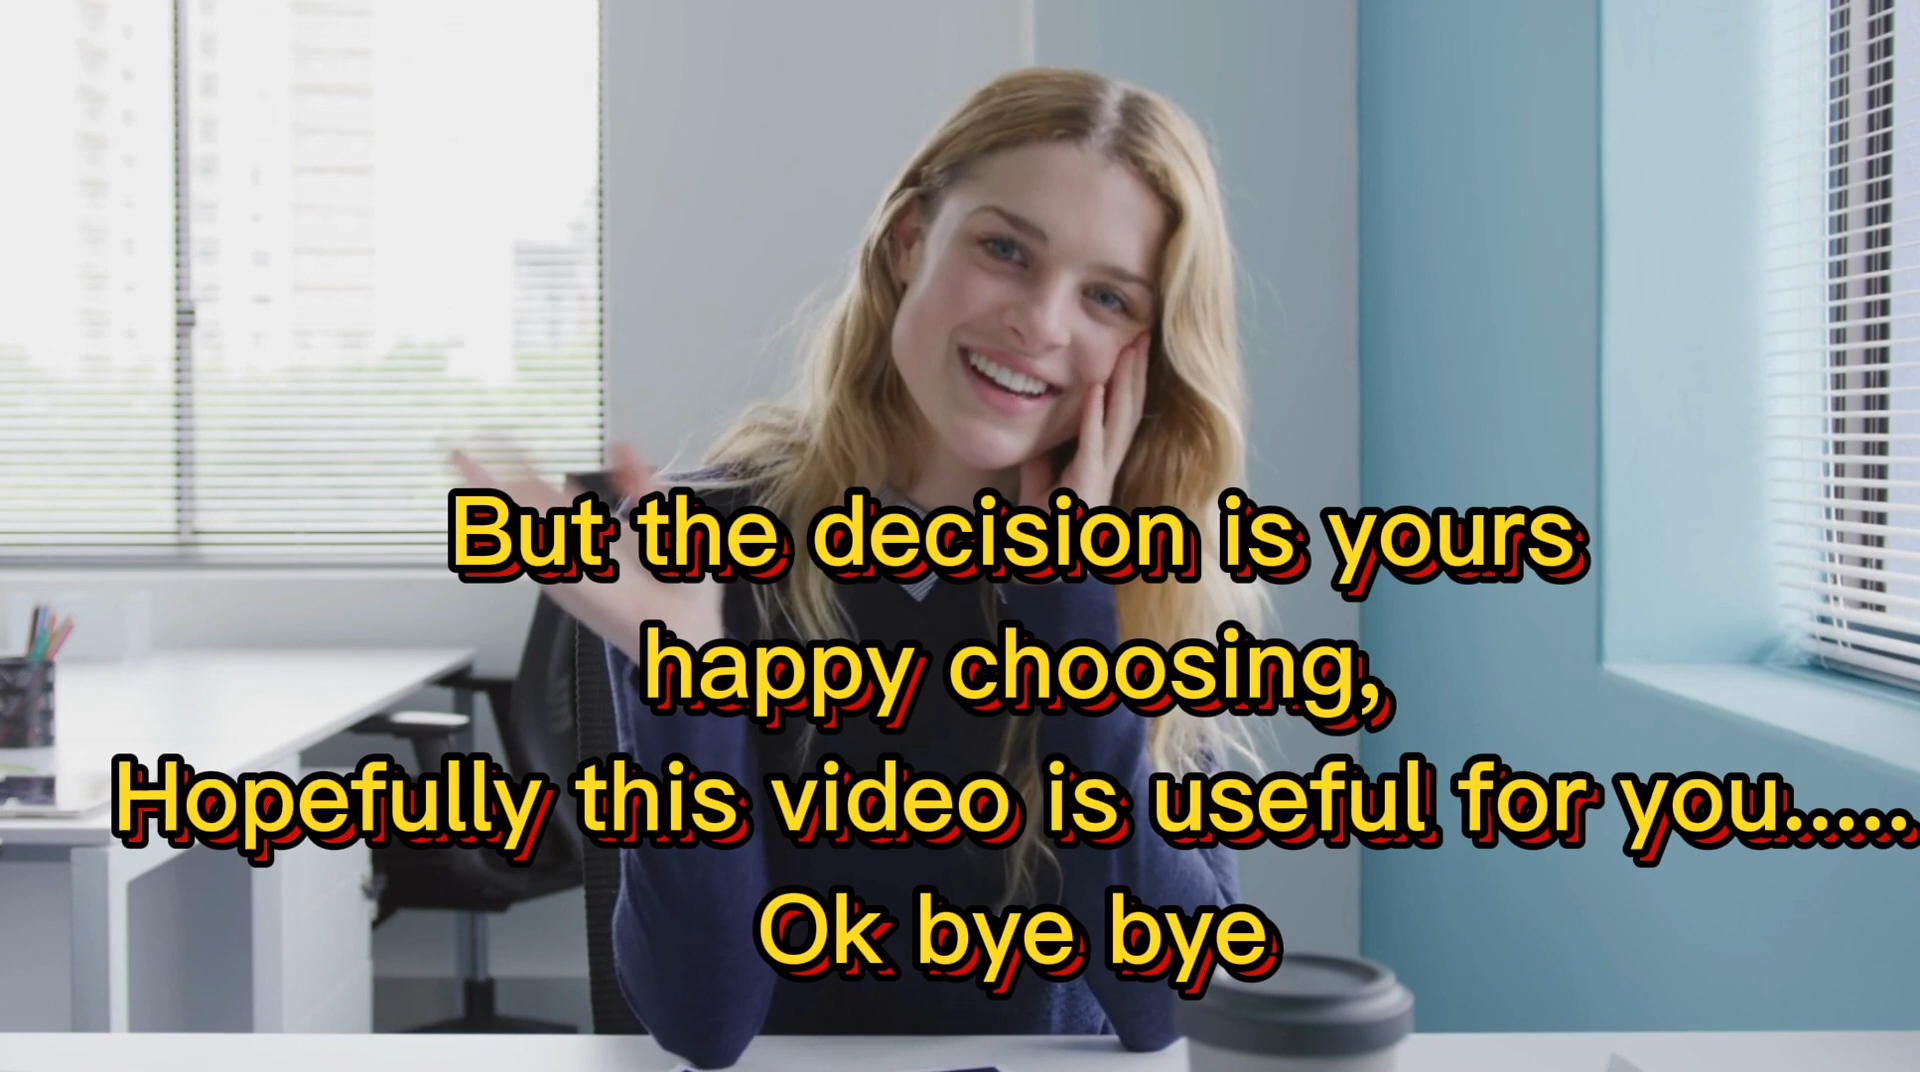 But the decision is yours
happy choosing,
Hopefully this video is useful for you.....
Ok bye bye